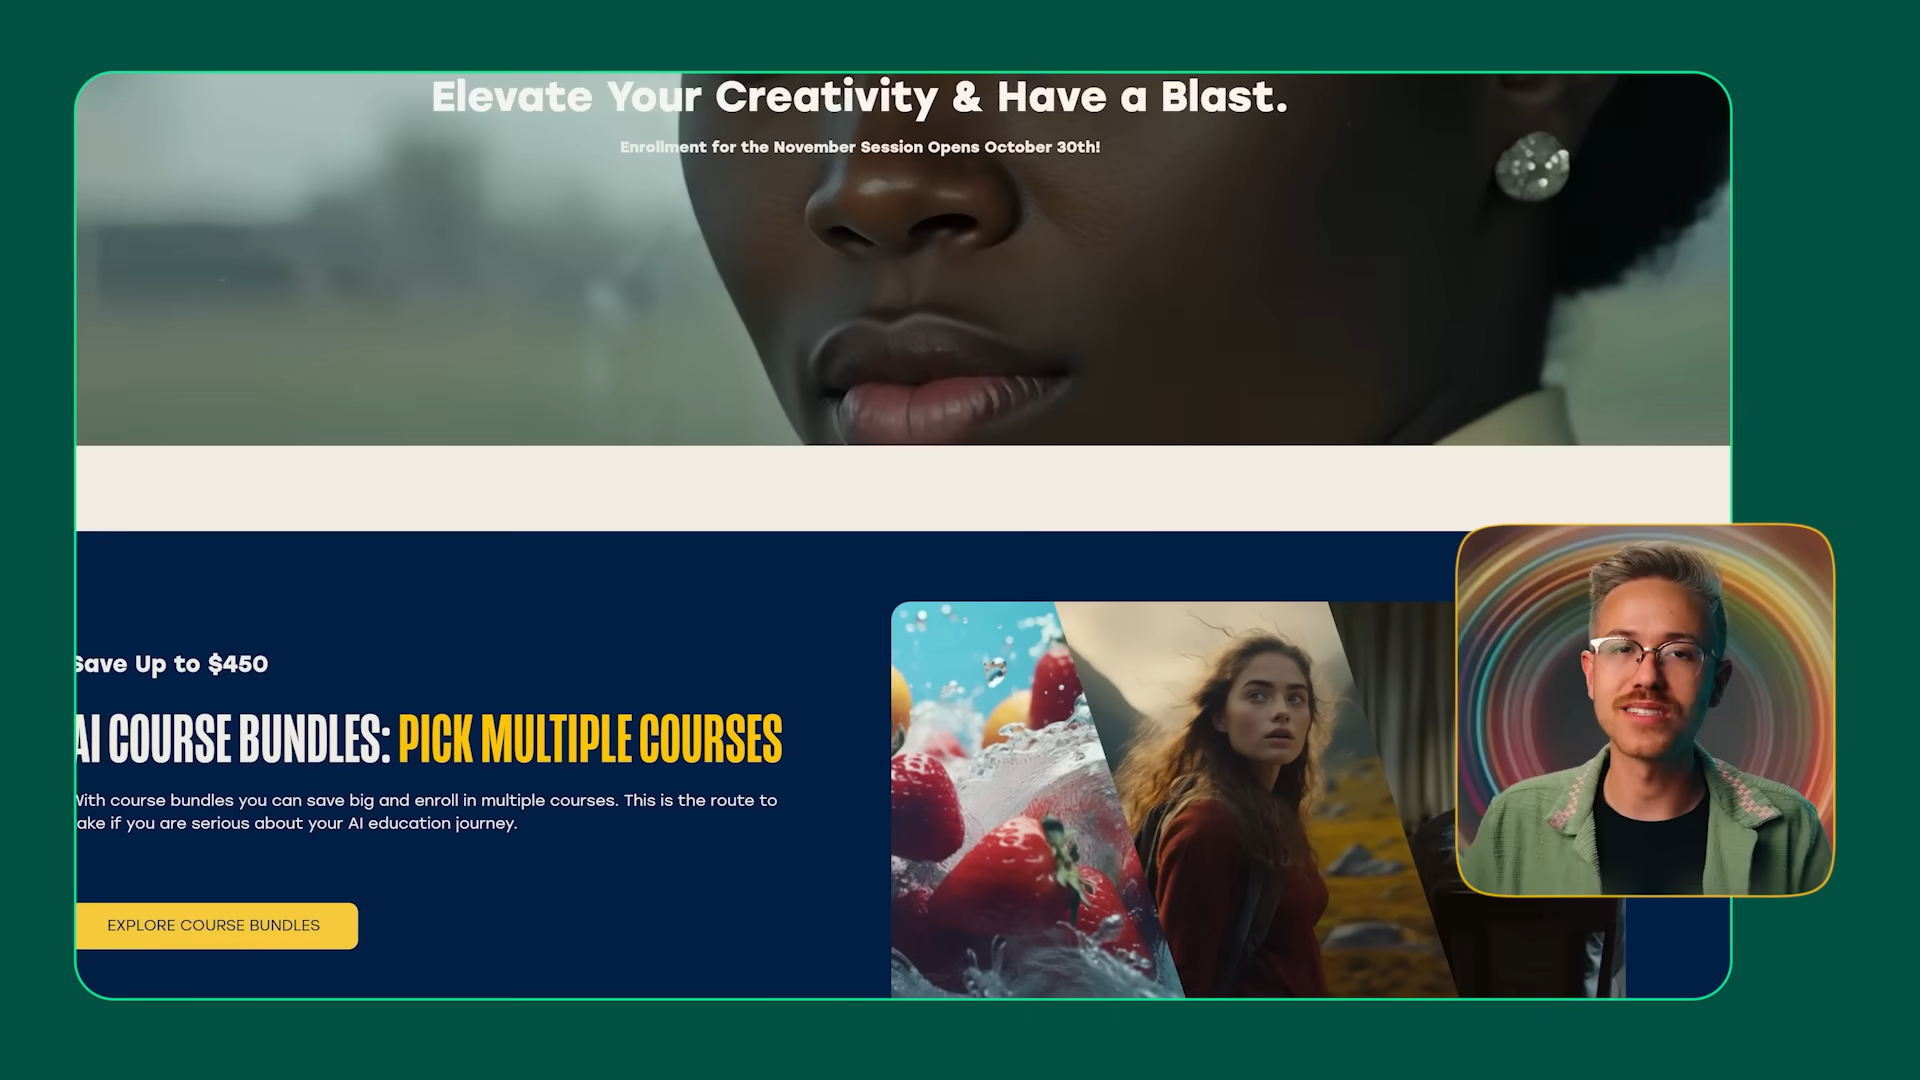 Elevate Your Creativity & Have a Blast.
Enrollment for the November Session Opens October 30th!
Save Up to $450
AI COURSE BUNDLES: PICK MULTIPLE COURSES
With course bundles you can save big and enroll in multiple courses. This is the route to
ake if you are serious about your AI education journey.
EXPLORE COURSE BUNDLES